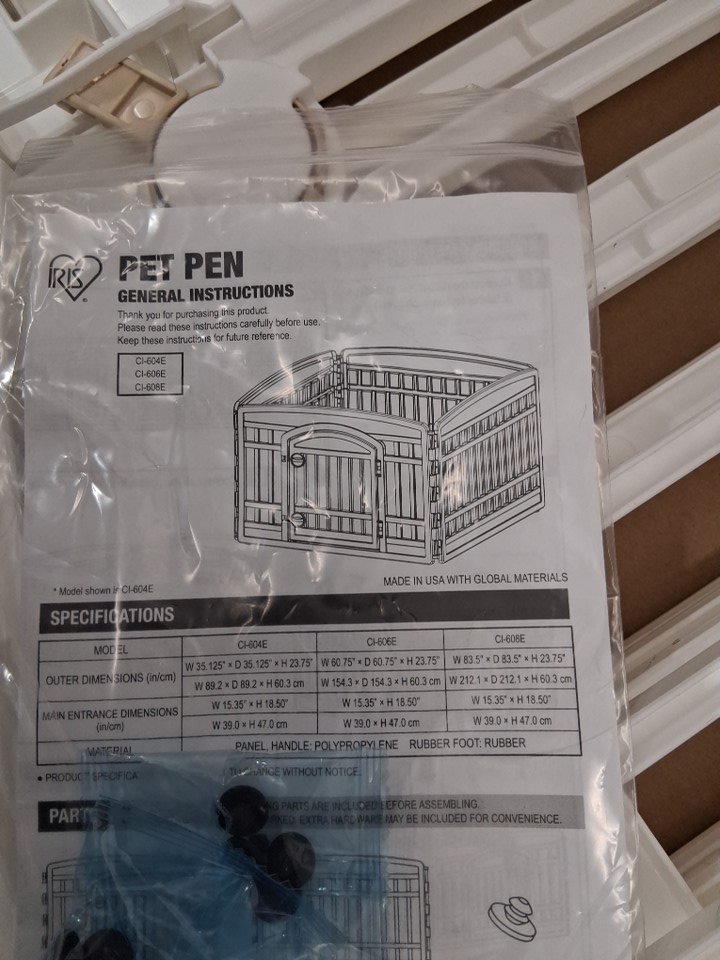 IRIS
®
PET PEN
GENERAL INSTRUCTIONS
Thank you for purchasing this product.
Please read these instructions carefully before use.
Keep these instructions for future reference.
CI-604E
CI-606E
CI-608E
* Model shown is CI-604E
MADE IN USA WITH GLOBAL MATERIALS
SPECIFICATIONS
MODEL CI-604E CI-606E CI-608E
OUTER DIMENSIONS (in/cm)
W 35.125" × D 35.125" × H 23.75" W 60.75" × D 60.75" × H 23.75" W 83.5" × D 83.5" × H 23.75"
W 89.2 × D 89.2 × H 60.3 cm W 154.3 × D 154.3 × H 60.3 cm W 212.1 × D 212.1 × H 60.3 cm
MAIN ENTRANCE DIMENSIONS
(in/cm)
W 15.35" × H 18.50" W 15.35" × H 18.50" W 15.35" × H 18.50"
W 39.0 × H 47.0 cm W 39.0 × H 47.0 cm W 39.0 × H 47.0 cm
MATERIAL PANEL, HANDLE: POLYPROPYLENE RUBBER FOOT: RUBBER
● PRODUCT SPECIFICA TO CHANGE WITHOUT NOTICE.
PART
NG PARTS ARE INCLUDED BEFORE ASSEMBLING.
RKED. EXTRA HARDWARE MAY BE INCLUDED FOR CONVENIENCE.